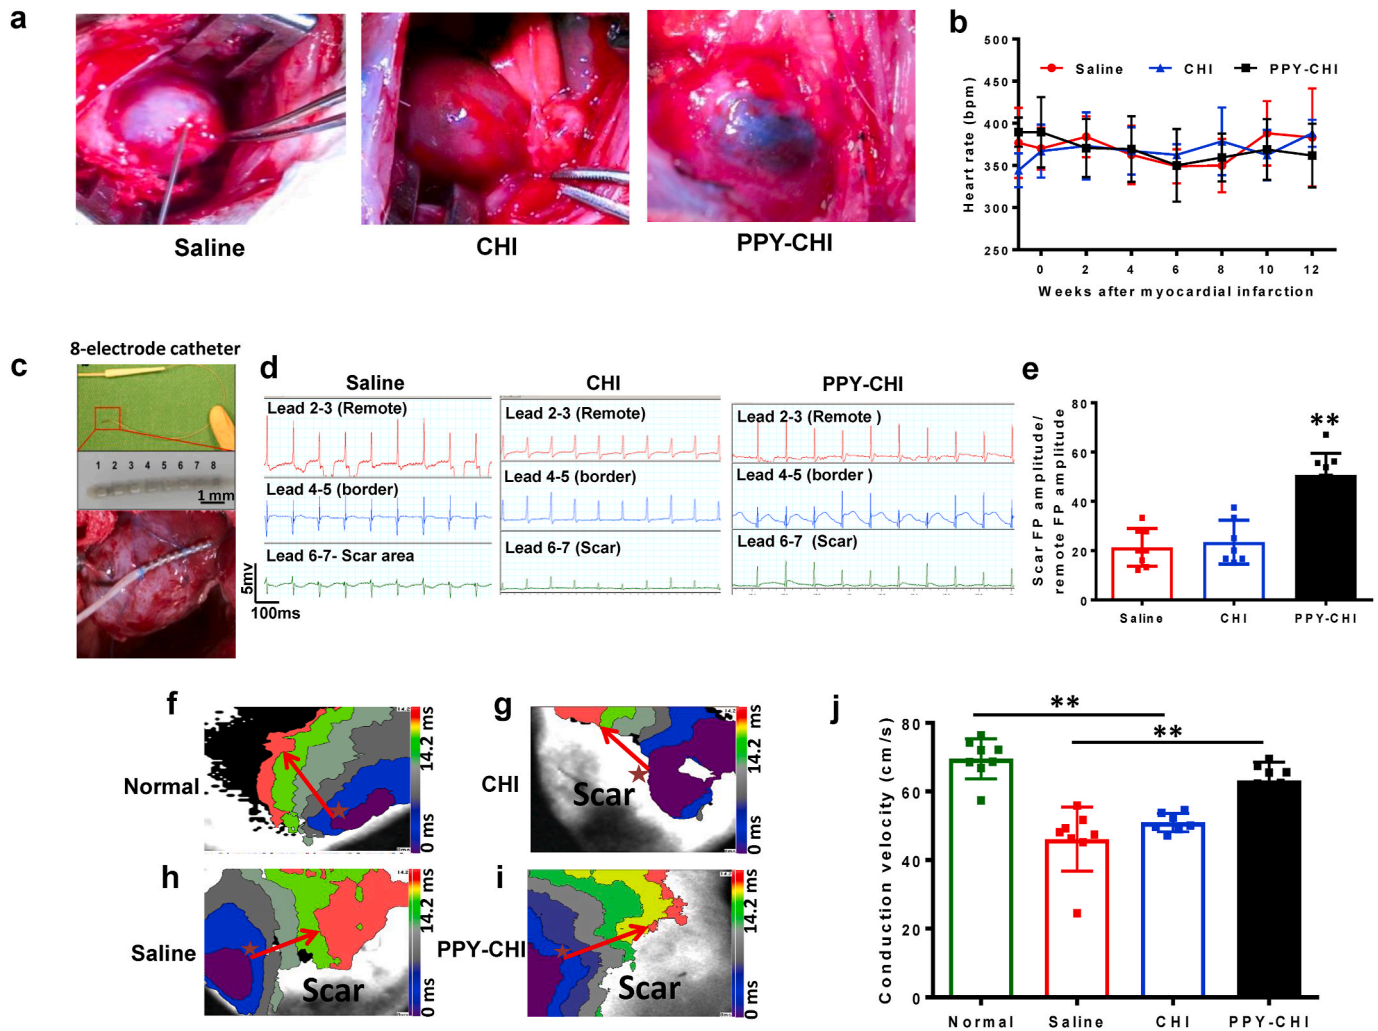 a
Saline
CHI
PPY-CHI
b
500
450
400
350
300
250
Heart rate (bpm)
Saline
CHI
PPY-CHI
0 2 4 6 8 10 12
Weeks after myocardial infarction
c
8-electrode catheter
1 2 3 4 5 6 7 8
1 mm
d
Saline
CHI
PPY-CHI
Lead 2-3 (Remote)
Lead 4-5 (border)
Lead 6-7- Scar area
Lead 2-3 (Remote)
Lead 4-5 (border)
Lead 6-7 (Scar)
Lead 2-3 (Remote )
Lead 4-5 (border )
Lead 6-7 (Scar)
5mv
100ms
e
Scar FP amplitude/
remote FP amplitude
80
60
40
20
0
**
Saline CHI PPY-CHI
f
Normal
0 ms 14.2 ms
g
CHI
Scar
0 ms 14.2 ms
h
Saline
Scar
0 ms 14.2 ms
i
PPY-CHI
Scar
0 ms 14.2 ms
j
Conduction velocity (cm/s)
80
60
40
20
0
**
**
Normal Saline CHI PPY-CHI